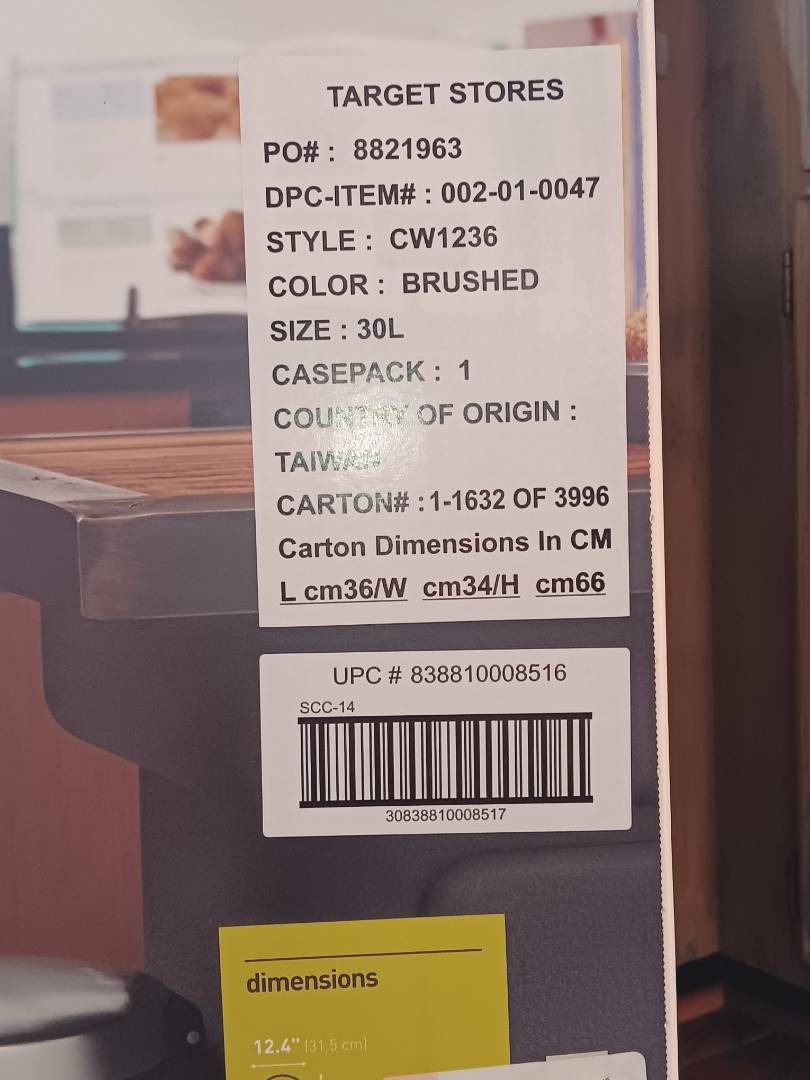 TARGET STORES
PO# : 8821963
DPC-ITEM# : 002-01-0047
STYLE : CW1236
COLOR : BRUSHED
SIZE : 30L
CASEPACK : 1
COUNTRY OF ORIGIN :
TAIWAN
CARTON# : 1-1632 OF 3996
Carton Dimensions In CM
L cm36/W cm34/H cm66
UPC # 838810008516
SCC-14
30838810008517
dimensions
12.4" (31.5 cm)